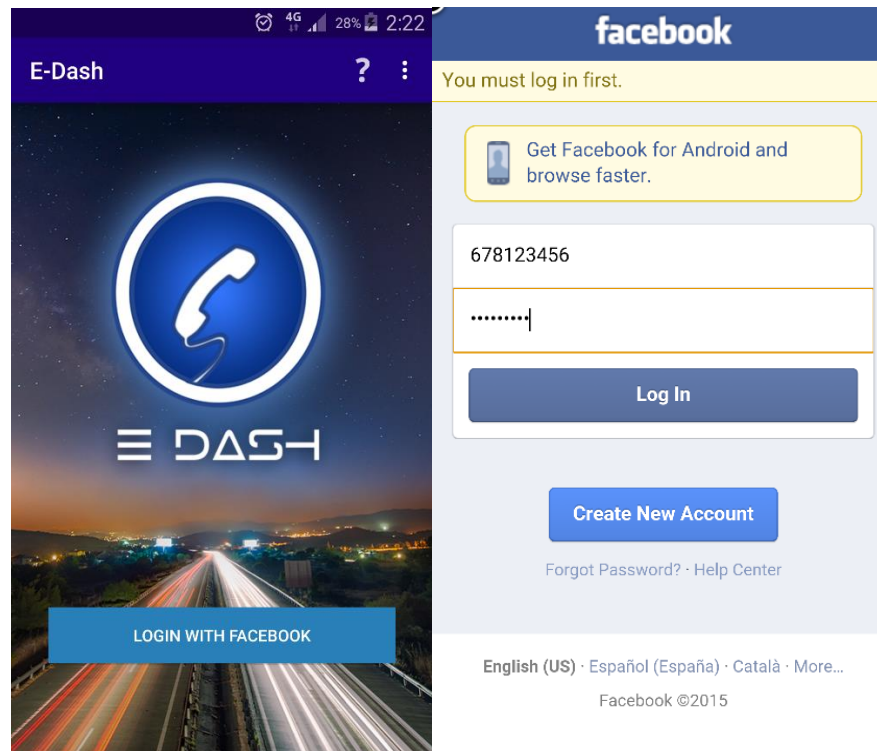 4G 28% 2:22
E-Dash ?
E DASH
LOGIN WITH FACEBOOK
facebook
You must log in first.
Get Facebook for Android and
browse faster.
678123456
•••••••••
Log In
Create New Account
Forgot Password? · Help Center
English (US) · Español (España) · Català · More...
Facebook ©2015